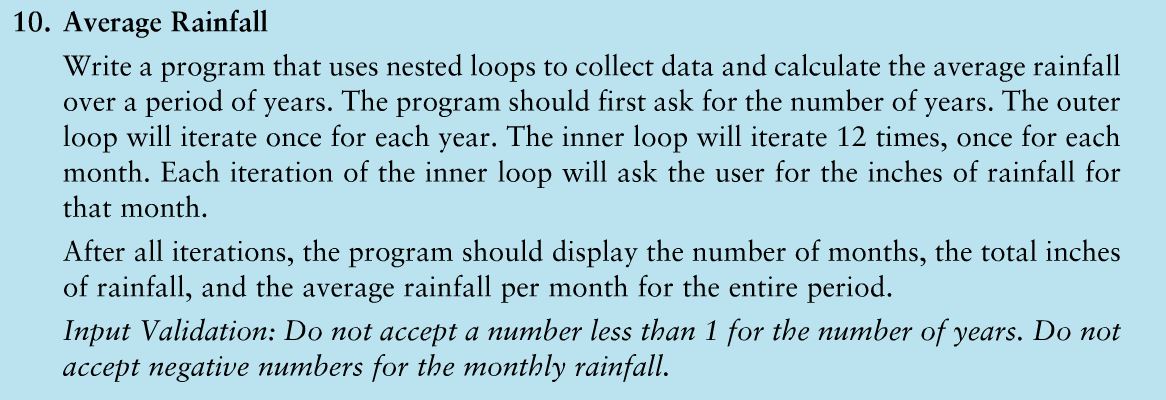 10. Average Rainfall
Write a program that uses nested loops to collect data and calculate the average rainfall
over a period of years. The program should first ask for the number of years. The outer
loop will iterate once for each year. The inner loop will iterate 12 times, once for each
month. Each iteration of the inner loop will ask the user for the inches of rainfall for
that month.
After all iterations, the program should display the number of months, the total inches
of rainfall, and the average rainfall per month for the entire period.
Input Validation: Do not accept a number less than 1 for the number of years. Do not
accept negative numbers for the monthly rainfall.